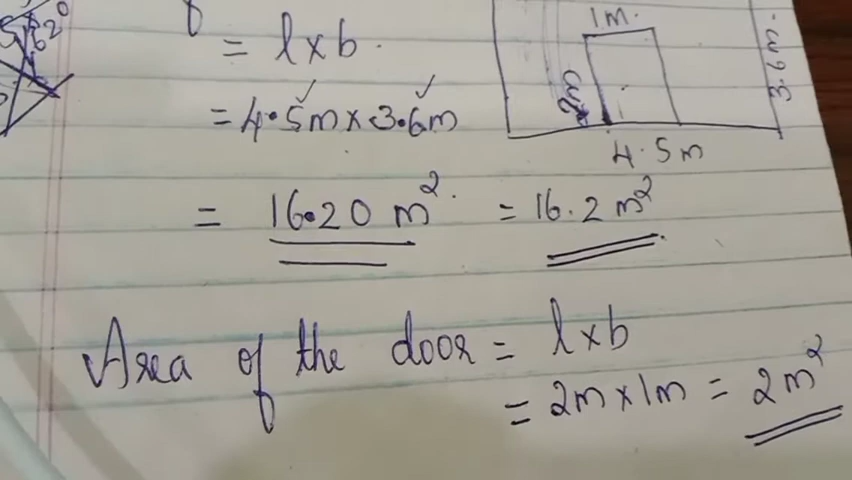 62°
= l x b.
= 4.5m x 3.6m
= 16.20 m². = 16.2 m²
1m.
2m
3.6m.
4.5m
Area of the door = l x b
= 2m x 1m = 2m²